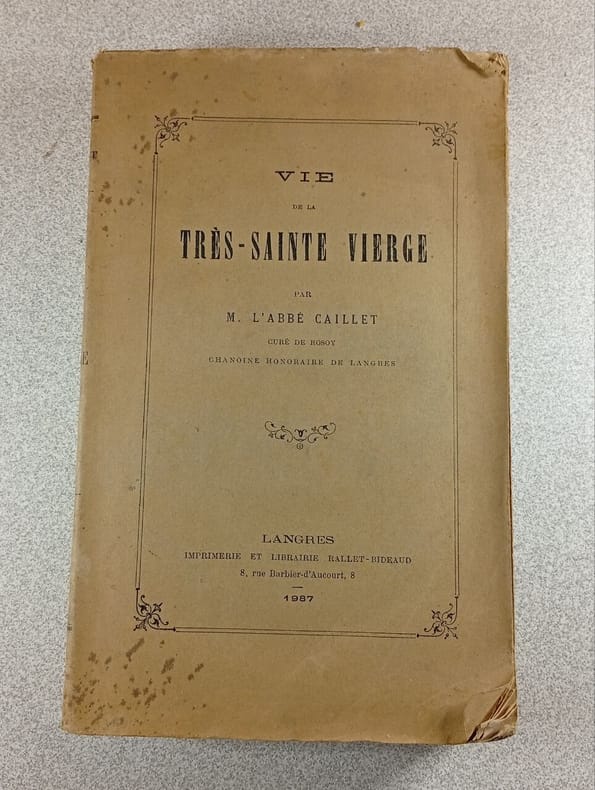 VIE
DE LA
TRÈS-SAINTE VIERGE
PAR
M. L'ABBÉ CAILLET
CURÉ DE ROSOY
CHANOINE HONORAIRE DE LANGRES
LANGRES
IMPRIMERIE ET LIBRAIRIE RALLET-BIDEAUD
8, rue Barbier-d'Aucourt, 8
1987